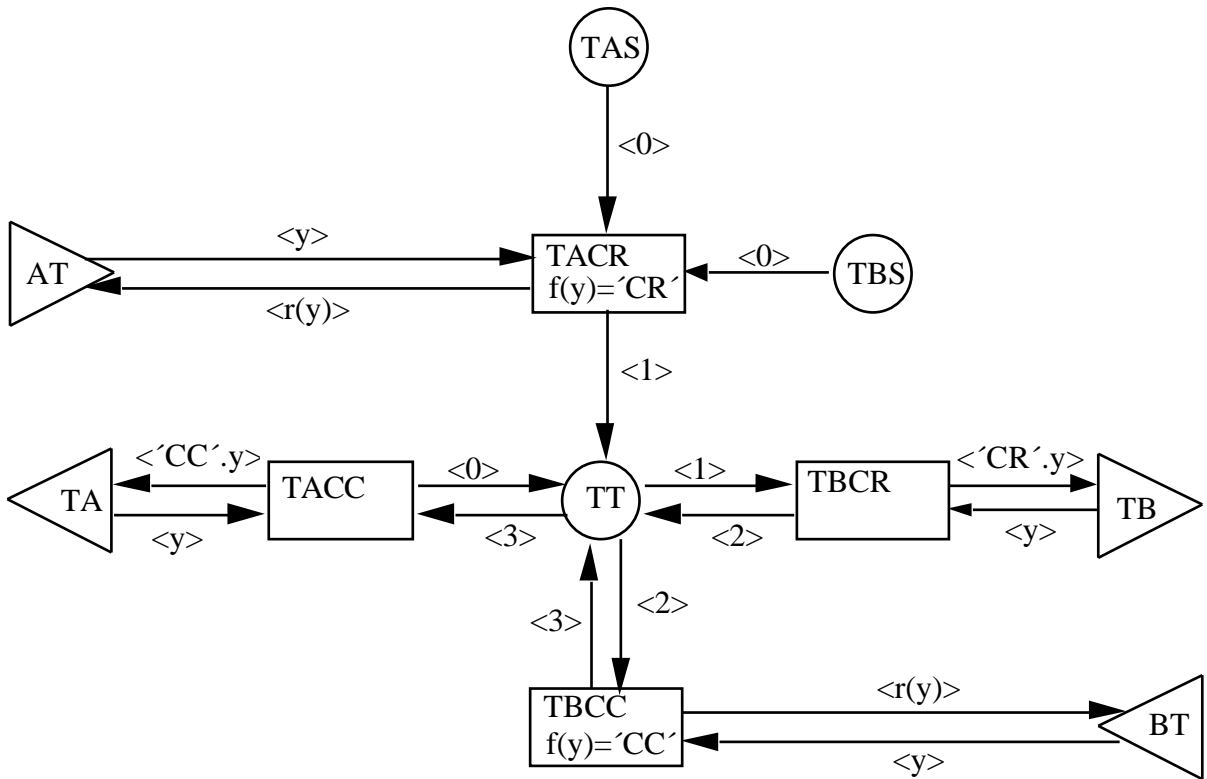 TAS
<0>
<y>
TACR
f(y)=´CR´
<0>
TBS
AT
<r(y)>
<1>
<´CC´.y>
<0>
<1>
<´CR´.y>
TACC
TBCR
TA
TT
TB
<y>
<3>
<2>
<y>
<3>
<2>
TBCC
f(y)=´CC´
<r(y)>
BT
<y>